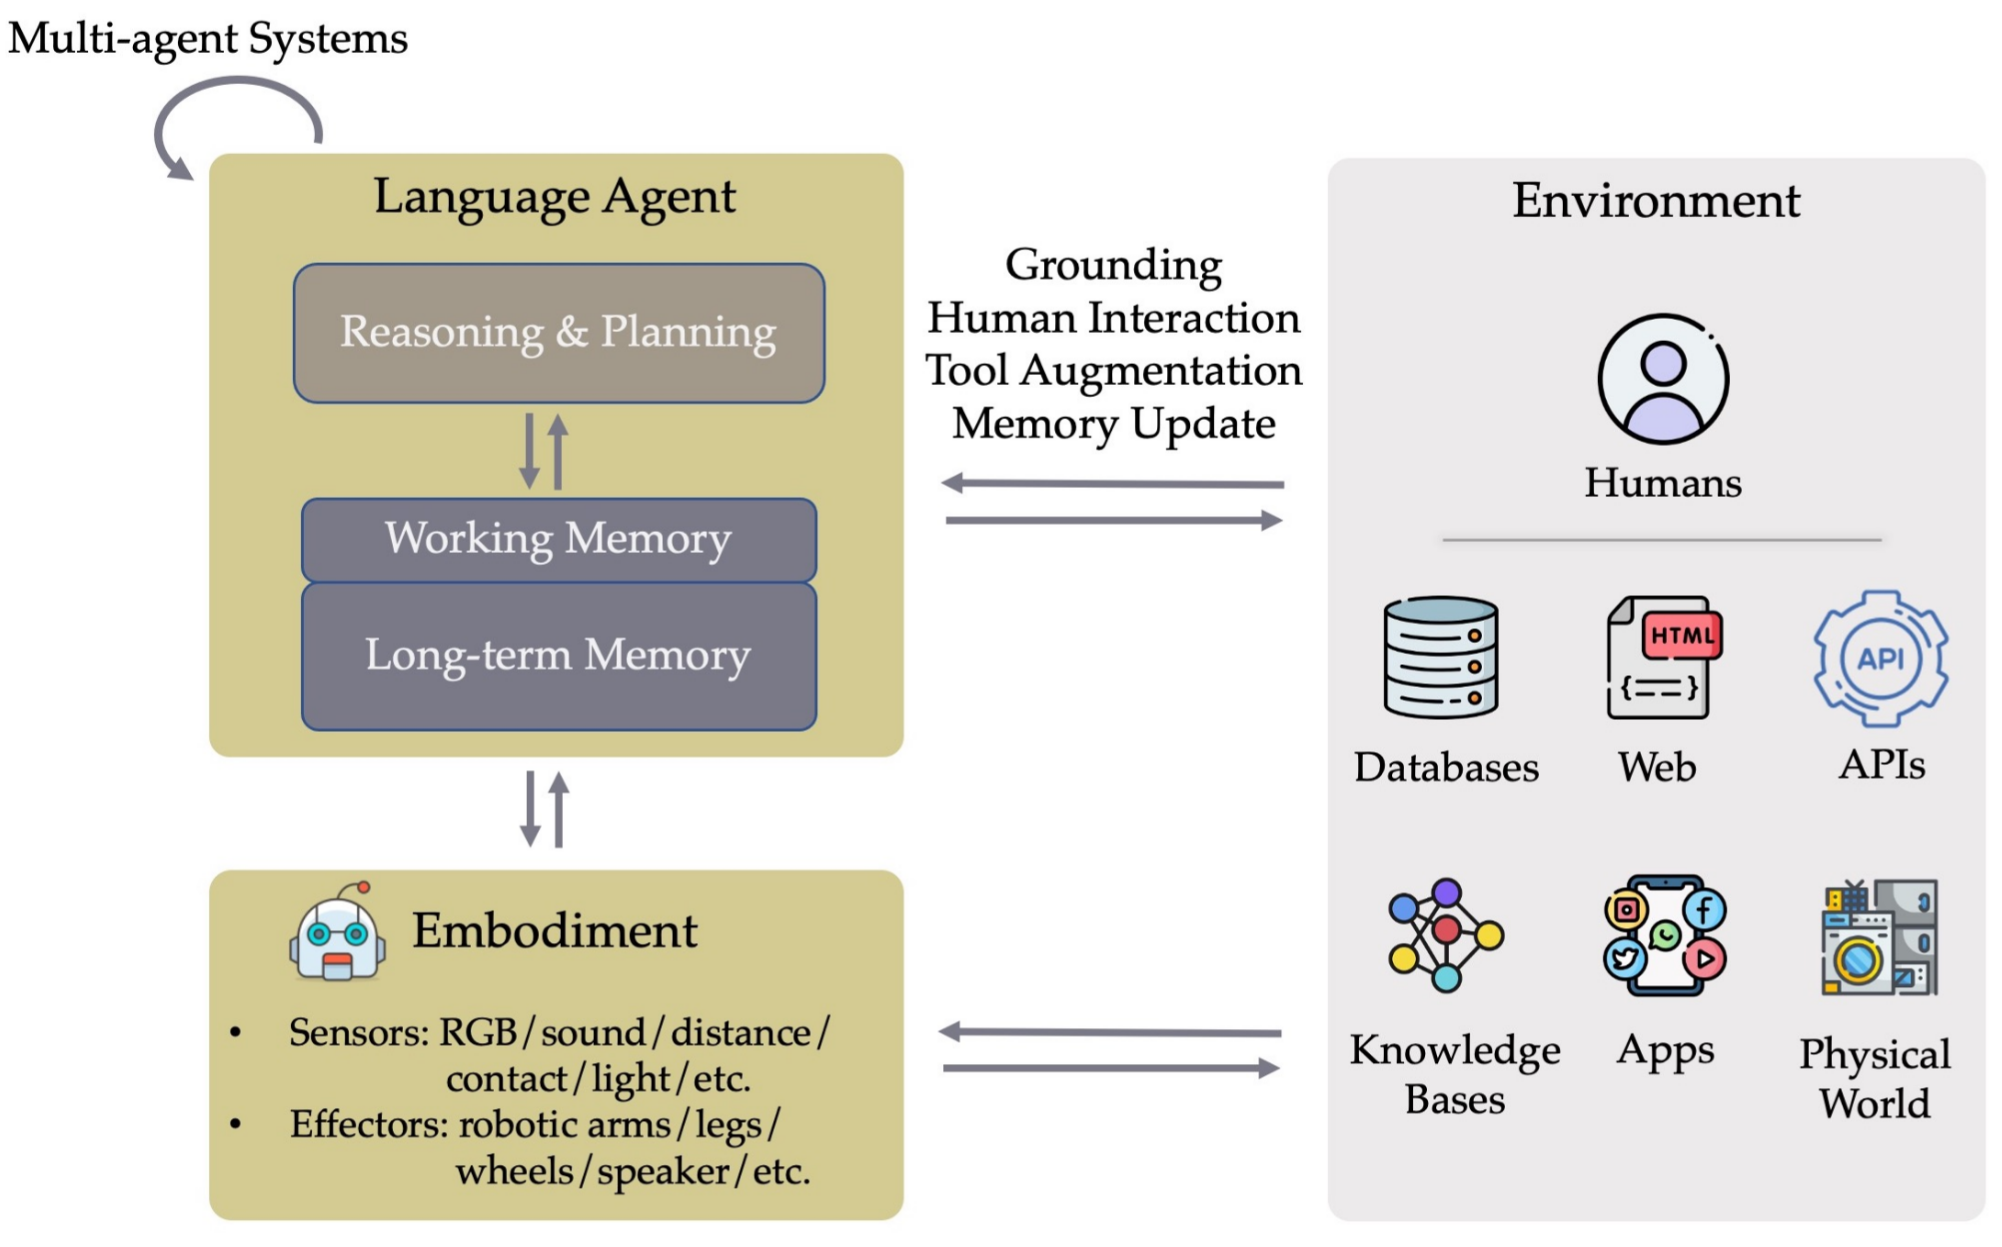 Multi-agent Systems
Language Agent
Reasoning & Planning
Working Memory
Long-term Memory
Grounding
Human Interaction
Tool Augmentation
Memory Update
Embodiment
• Sensors: RGB/sound/distance/
contact/light/etc.
• Effectors: robotic arms/legs/
wheels/speaker/etc.
Environment
Humans
HTML
{==}
API
Databases
Web
APIs
Knowledge
Bases
Apps
Physical
World